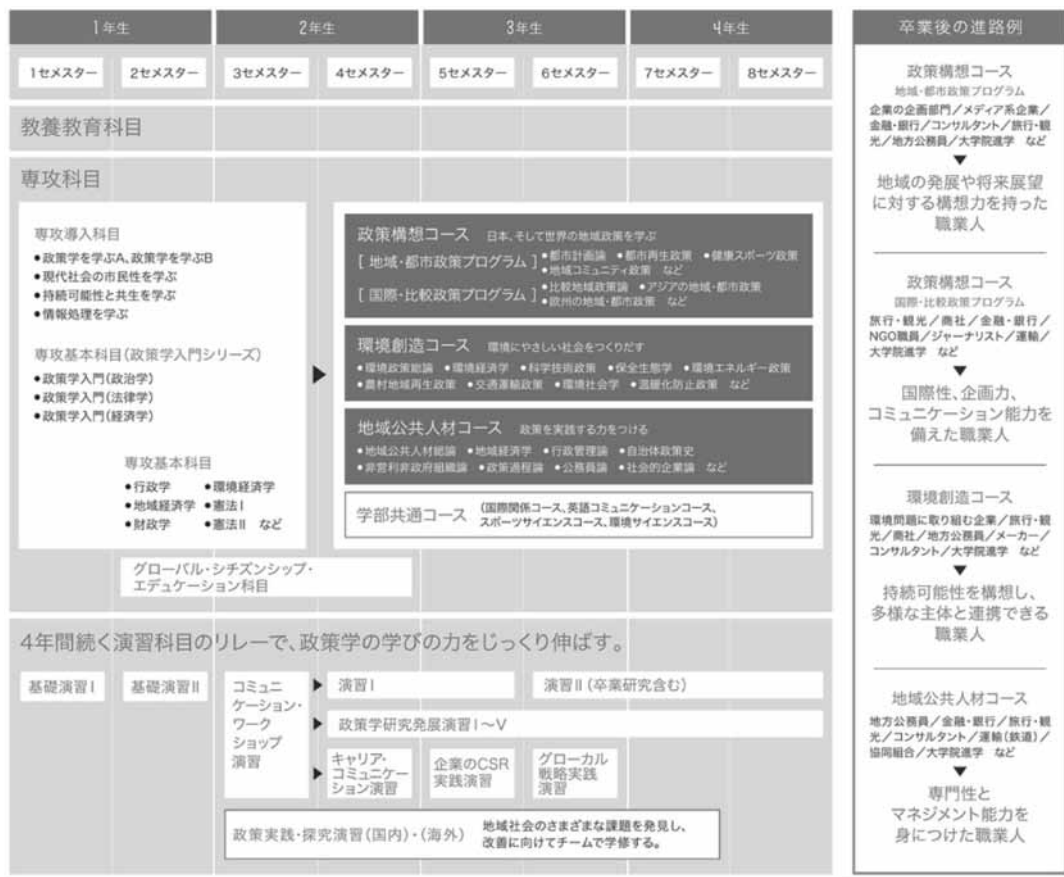 1年生
2年生
3年生
4年生
1セメスター
2セメスター
3セメスター
4セメスター
5セメスター
6セメスター
7セメスター
8セメスター
教養教育科目
専攻科目
専攻導入科目
●政策学を学ぶA、政策学を学ぶB
●現代社会の市民性を学ぶ
●持続可能性と共生を学ぶ
●情報処理を学ぶ
専攻基本科目(政策学入門シリーズ)
●政策学入門(政治学)
●政策学入門(法律学)
●政策学入門(経済学)
専攻基本科目
●行政学 ●環境経済学
●地域経済学 ●憲法Ⅰ
●財政学 ●憲法Ⅱ など
政策構想コース 日本、そして世界の地域政策を学ぶ
[ 地域・都市政策プログラム ] ●都市計画論 ●都市再生政策 ●健康スポーツ政策
●地域コミュニティ政策 など
[ 国際・比較政策プログラム ] ●比較地域政策論 ●アジアの地域・都市政策
●欧州の地域・都市政策 など
環境創造コース 環境にやさしい社会をつくりだす
●環境政策総論 ●環境経済学 ●科学技術政策 ●保全生態学 ●環境エネルギー政策
●農村地域再生政策 ●交通運輸政策 ●環境社会学 ●温暖化防止政策 など
地域公共人材コース 政策を実践する力をつける
●地域公共人材総論 ●地域経済学 ●行政管理論 ●自治体政策史
●非営利非政府組織論 ●政策過程論 ●公務員論 ●社会的企業論 など
学部共通コース (国際関係コース、英語コミュニケーションコース、
スポーツサイエンスコース、環境サイエンスコース)
グローバル・シチズンシップ・
エデュケーション科目
4年間続く演習科目のリレーで、政策学の学びの力をじっくり伸ばす。
基礎演習Ⅰ
基礎演習Ⅱ
コミュニ
ケーション・
ワーク
ショップ
演習
演習Ⅰ
演習Ⅱ(卒業研究含む)
政策学研究発展演習Ⅰ〜Ⅴ
キャリア・
コミュニケー
ション演習
企業のCSR
実践演習
グローカル
戦略実践
演習
政策実践・探究演習(国内)・(海外)
地域社会のさまざまな課題を発見し、
改善に向けてチームで学修する。
卒業後の進路例
政策構想コース
地域・都市政策プログラム
企業の企画部門/メディア系企業/
金融・銀行/コンサルタント/旅行・観
光/地方公務員/大学院進学 など
▼
地域の発展や将来展望
に対する構想力を持った
職業人
政策構想コース
国際・比較政策プログラム
旅行・観光/商社/金融・銀行/
NGO職員/ジャーナリスト/運輸/
大学院進学 など
▼
国際性、企画力、
コミュニケーション能力を
備えた職業人
環境創造コース
環境問題に取り組む企業/旅行・観
光/商社/地方公務員/メーカー/
コンサルタント/大学院進学 など
▼
持続可能性を構想し、
多様な主体と連携できる
職業人
地域公共人材コース
地方公務員/金融・銀行/旅行・観
光/コンサルタント/運輸(鉄道)/
協同組合/大学院進学 など
▼
専門性と
マネジメント能力を
身につけた職業人